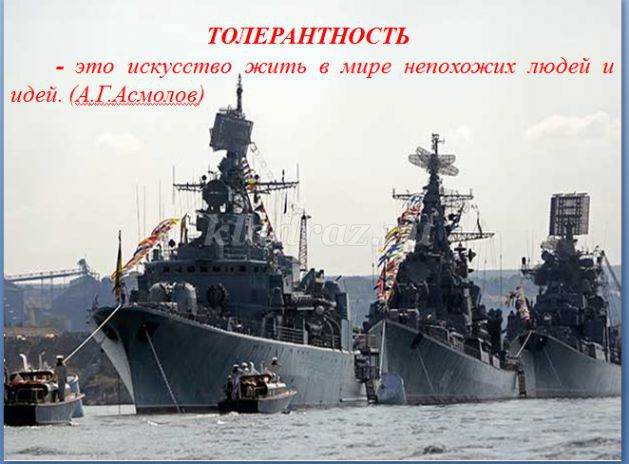 ТОЛЕРАНТНОСТЬ
- это искусство жить в мире непохожих людей и
идей. (А.Г.Асмолов)